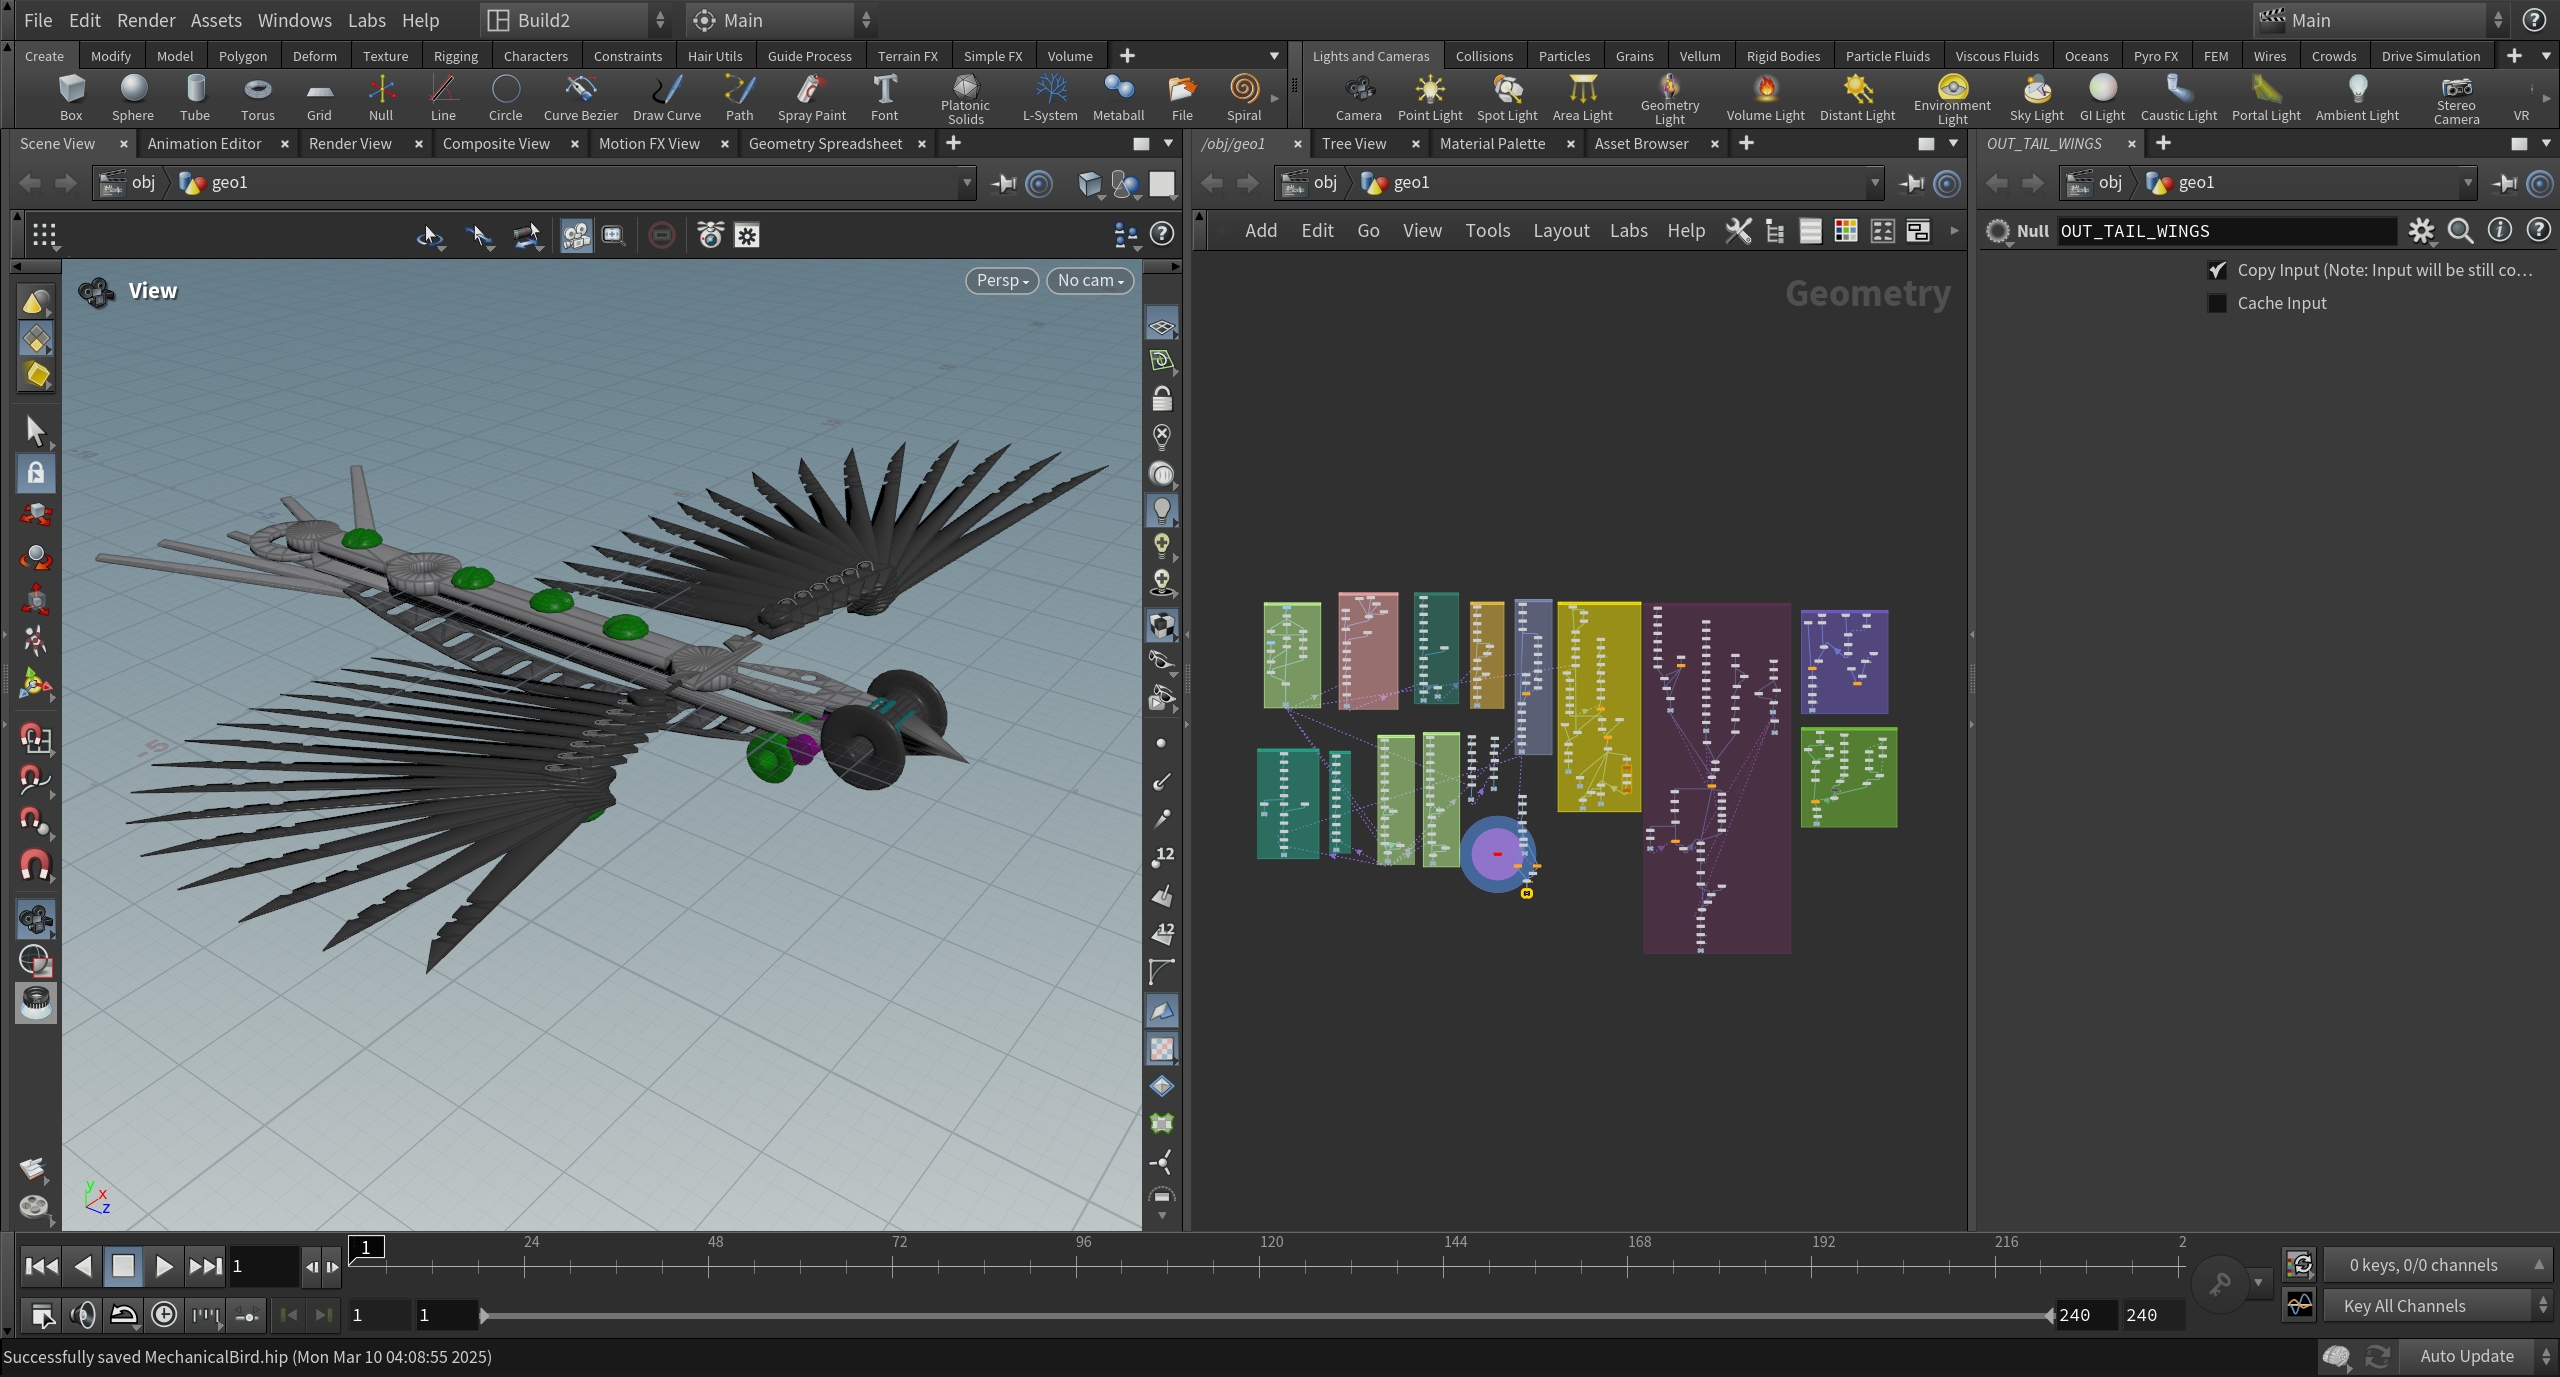 File Edit Render Assets Windows Labs Help Build2 Main Main
Create Modify Model Polygon Deform Texture Rigging Characters Constraints Hair Utils Guide Process Terrain FX Simple FX Volume
Lights and Cameras Collisions Particles Grains Vellum Rigid Bodies Particle Fluids Viscous Fluids Oceans Pyro FX FEM Wires Crowds Drive Simulation
Box Sphere Tube Torus Grid Null Line Circle Curve Bezier Draw Curve Path Spray Paint Font Platonic Solids L-System Metaball File Spiral
Camera Point Light Spot Light Area Light Geometry Light Volume Light Distant Light Environment Light Sky Light GI Light Caustic Light Portal Light Ambient Light Stereo Camera VR
Scene View Animation Editor Render View Composite View Motion FX View Geometry Spreadsheet
/obj/geo1 Tree View Material Palette Asset Browser
OUT_TAIL_WINGS
obj geo1
obj geo1
obj geo1
Add Edit Go View Tools Layout Labs Help
Null OUT_TAIL_WINGS
Copy Input (Note: Input will be still co...
Cache Input
View
Persp
No cam
Geometry
12
12
y
x
z
1
1 24 48 72 96 120 144 168 192 216 2
0 keys, 0/0 channels
1 1 240 240
Key All Channels
Successfully saved MechanicalBird.hip (Mon Mar 10 04:08:55 2025)
Auto Update